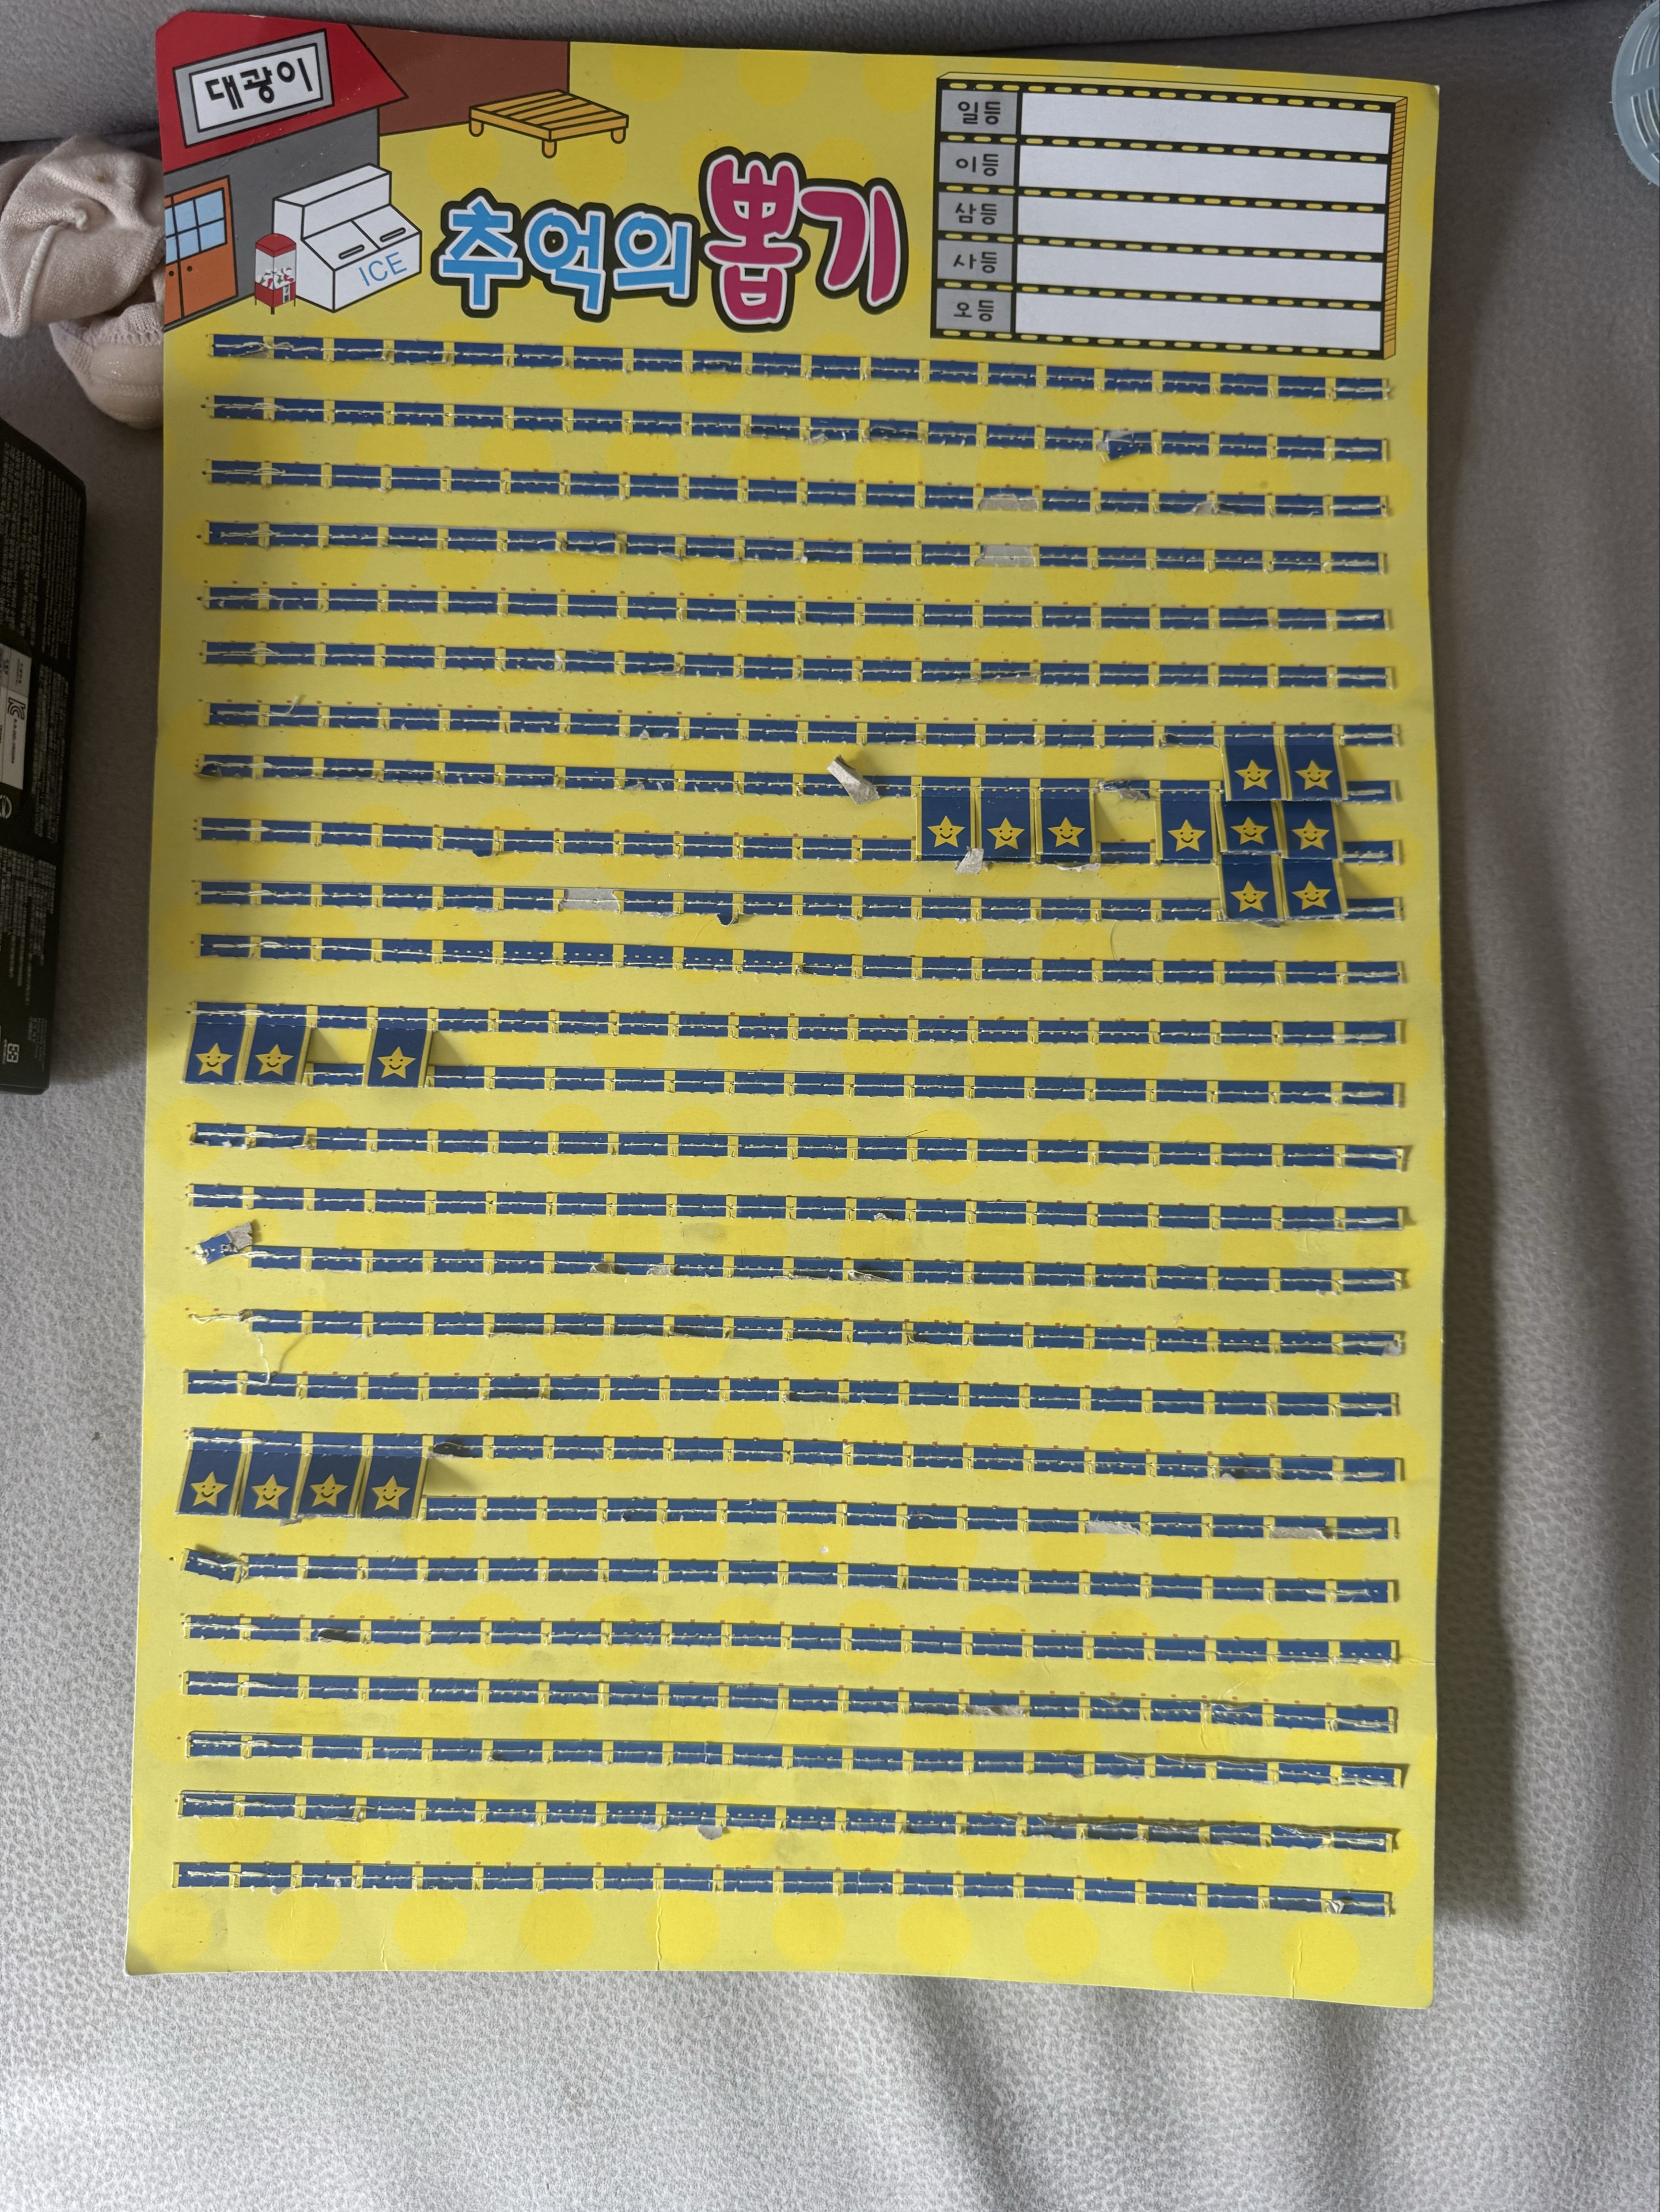 대광이
ICE
추억의 뽑기
일등
이등
삼등
사등
오등